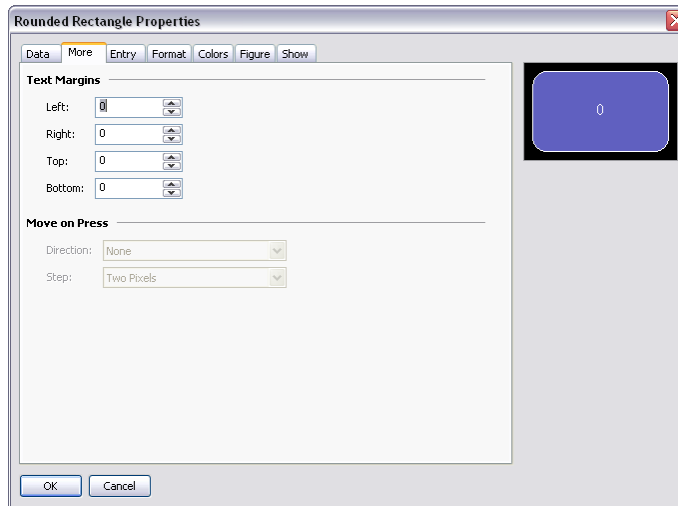 Rounded Rectangle Properties
Data More Entry Format Colors Figure Show
Text Margins
Left: 0
Right: 0
Top: 0
Bottom: 0
0
Move on Press
Direction: None
Step: Two Pixels
OK Cancel